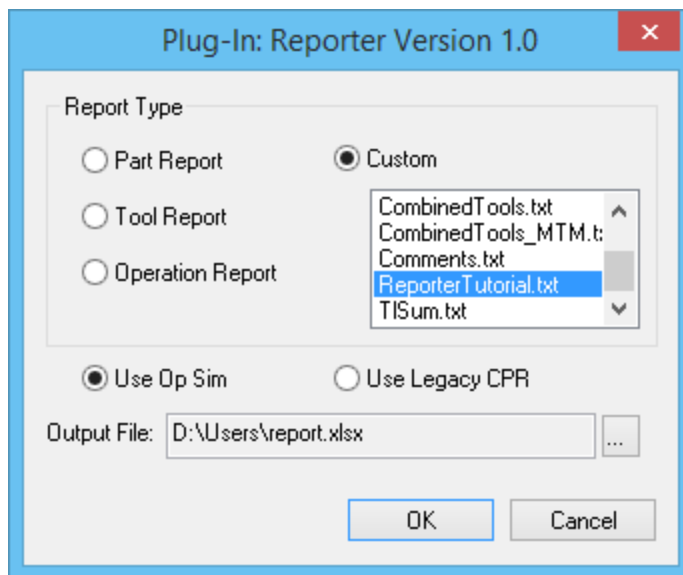 Plug-In: Reporter Version 1.0
Report Type
Part Report
Custom
Tool Report
Operation Report
CombinedTools.txt
CombinedTools_MTM.t
Comments.txt
ReporterTutorial.txt
TlSum.txt
Use Op Sim
Use Legacy CPR
Output File: D:\Users\report.xlsx ...
OK
Cancel